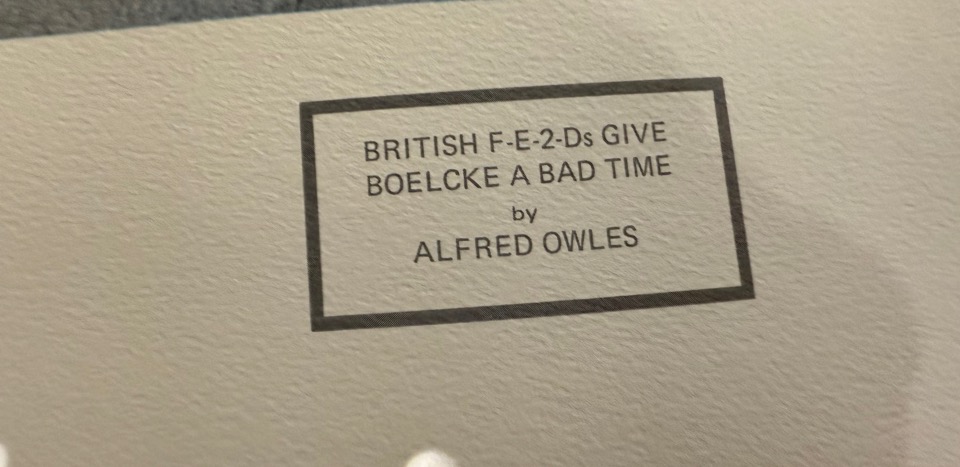 BRITISH F-E-2-Ds GIVE
BOELCKE A BAD TIME
by
ALFRED OWLES